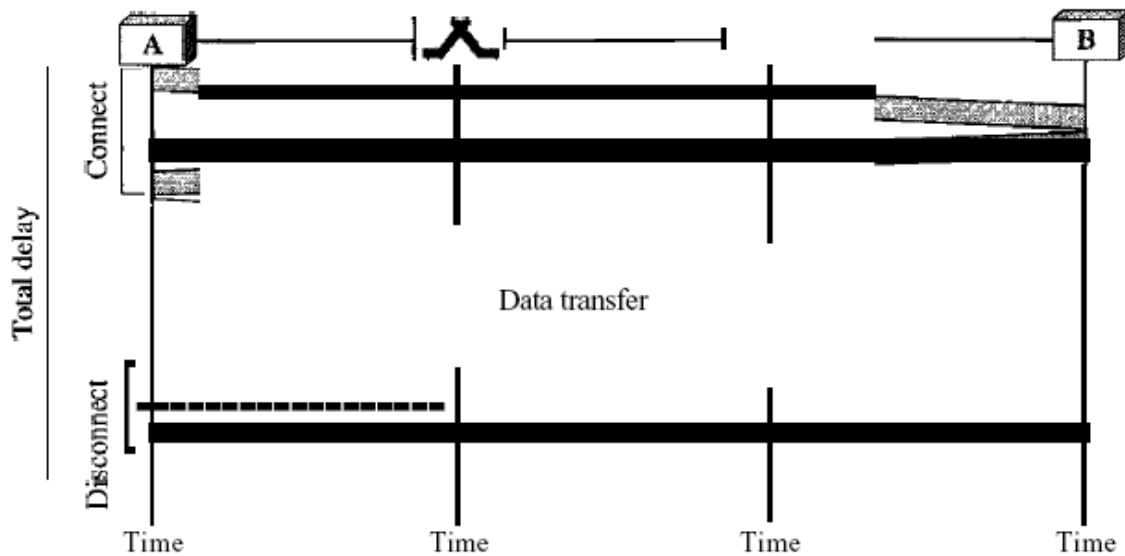 A
B
Connect
Total delay
Data transfer
Disconnect
Time
Time
Time
Time